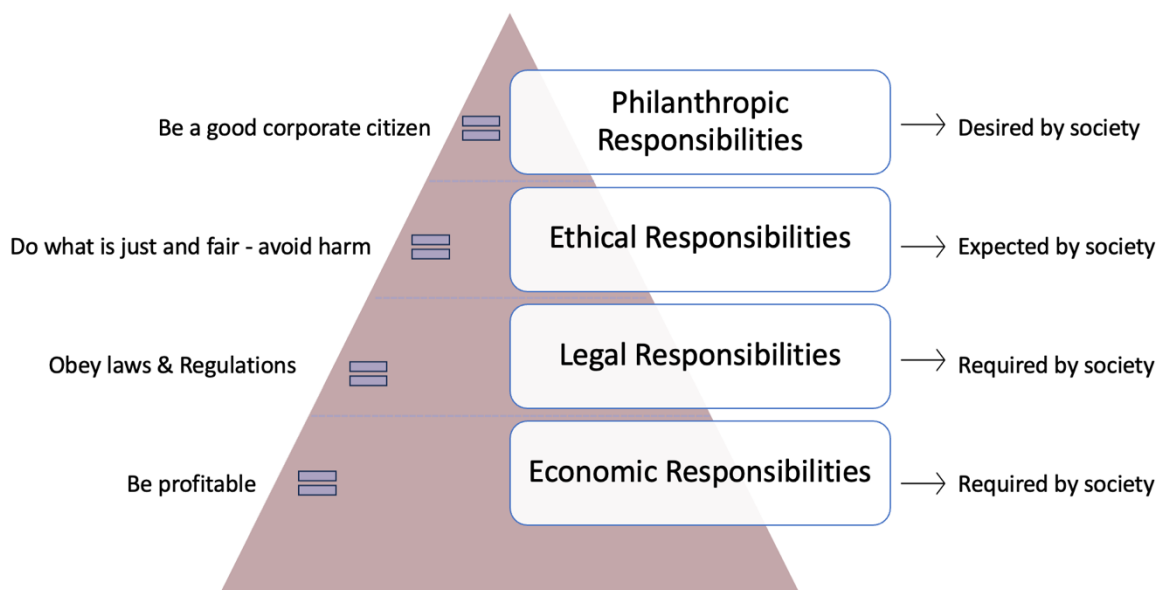 Be a good corporate citizen
Philanthropic
Responsibilities
Desired by society
Do what is just and fair - avoid harm
Ethical Responsibilities
Expected by society
Obey laws & Regulations
Legal Responsibilities
Required by society
Be profitable
Economic Responsibilities
Required by society